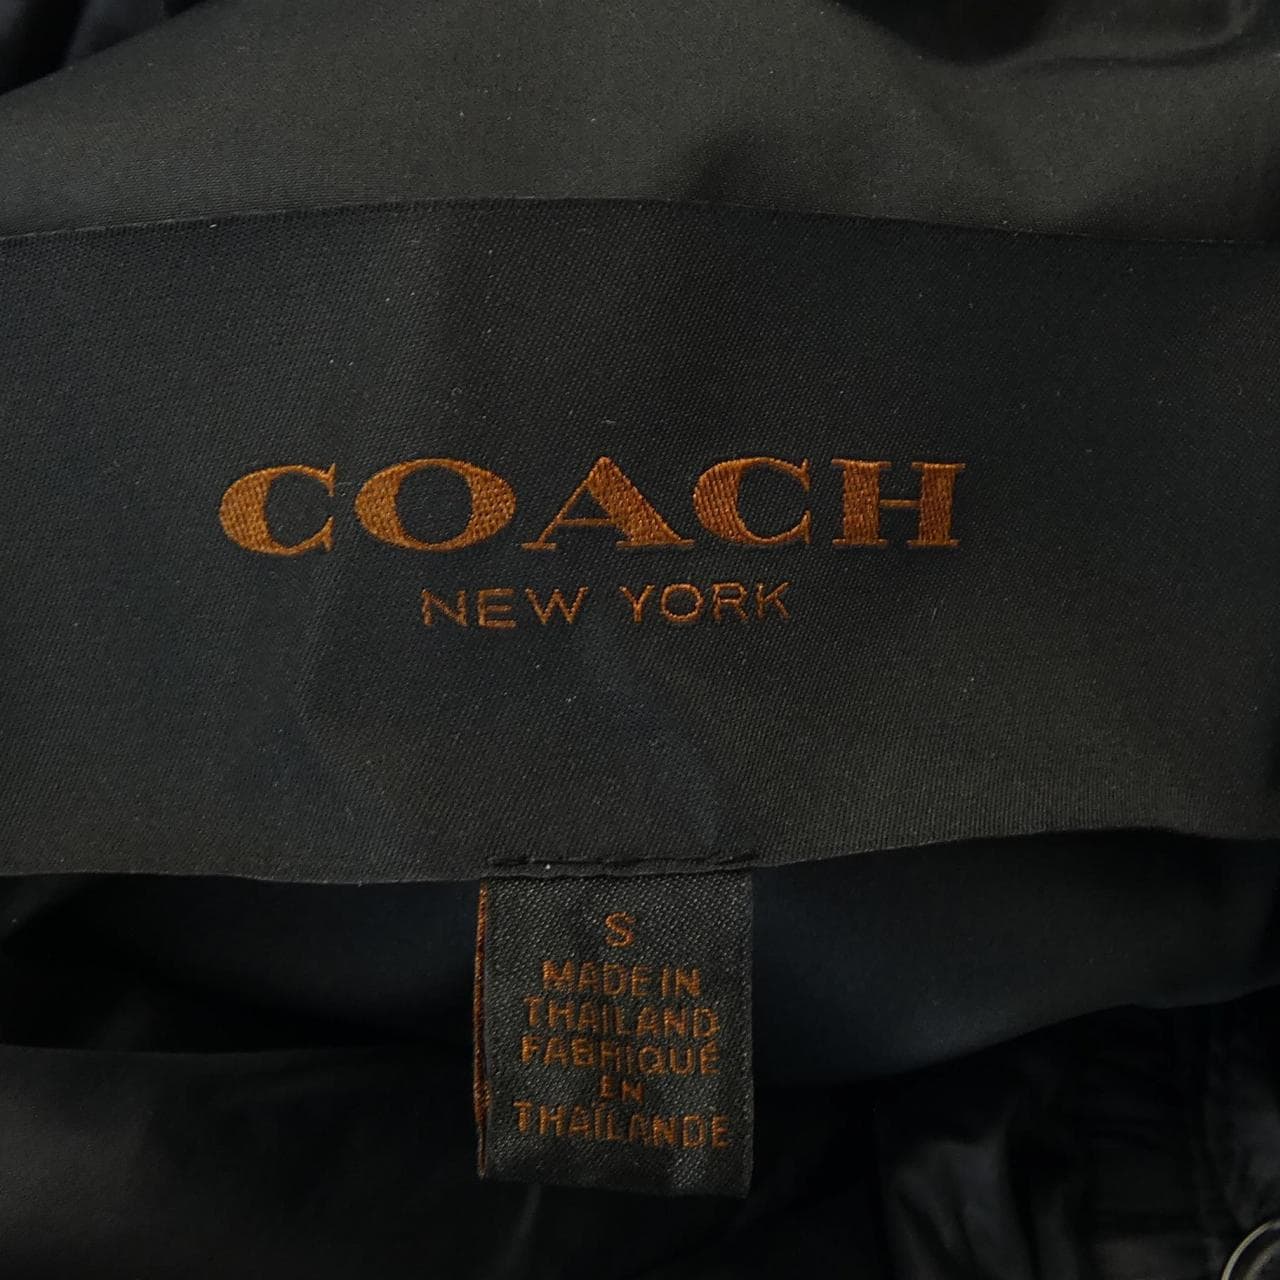 COACH
NEW YORK
S
MADE IN
THAILAND
FABRIQUÉ
EN
THAÏLANDE